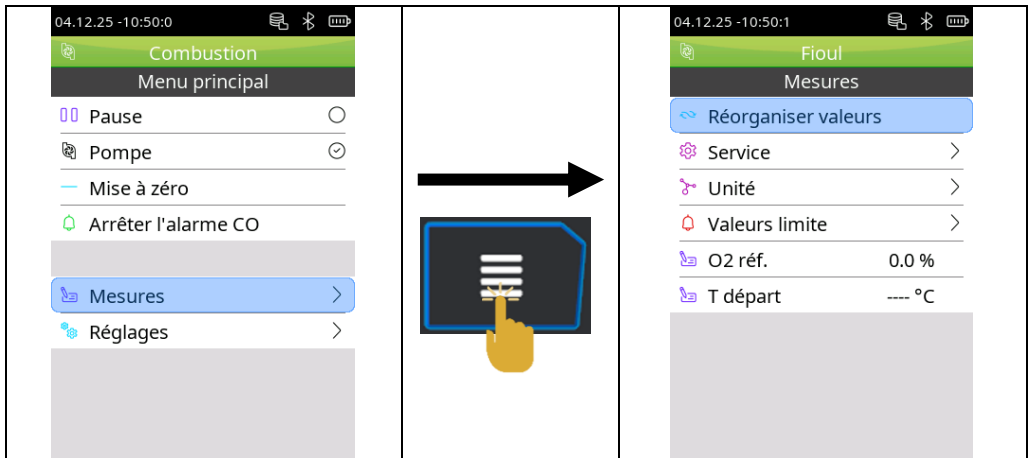 04.12.25 -10:50:0
Combustion
Menu principal
Pause
Pompe
Mise à zéro
Arrêter l'alarme CO
Mesures
Réglages
04.12.25 -10:50:1
Fioul
Mesures
Réorganiser valeurs
Service
Unité
Valeurs limite
O2 réf. 0.0 %
T départ ---- °C